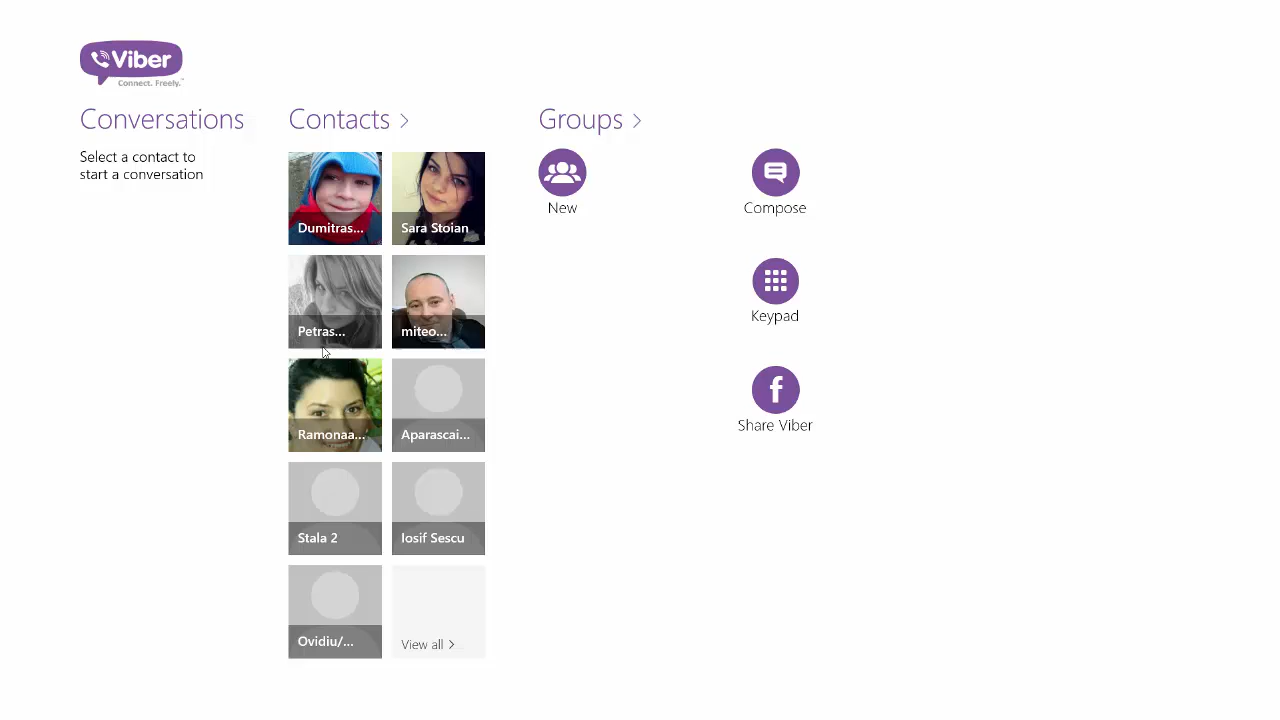 Viber
Connect. Freely.™
Conversations
Select a contact to
start a conversation
Contacts >
Dumitras...
Sara Stoian
Petras...
miteo...
Ramonaa...
Aparascai...
Stala 2
Iosif Sescu
Ovidiu/...
View all >
Groups >
New
Compose
Keypad
f
Share Viber